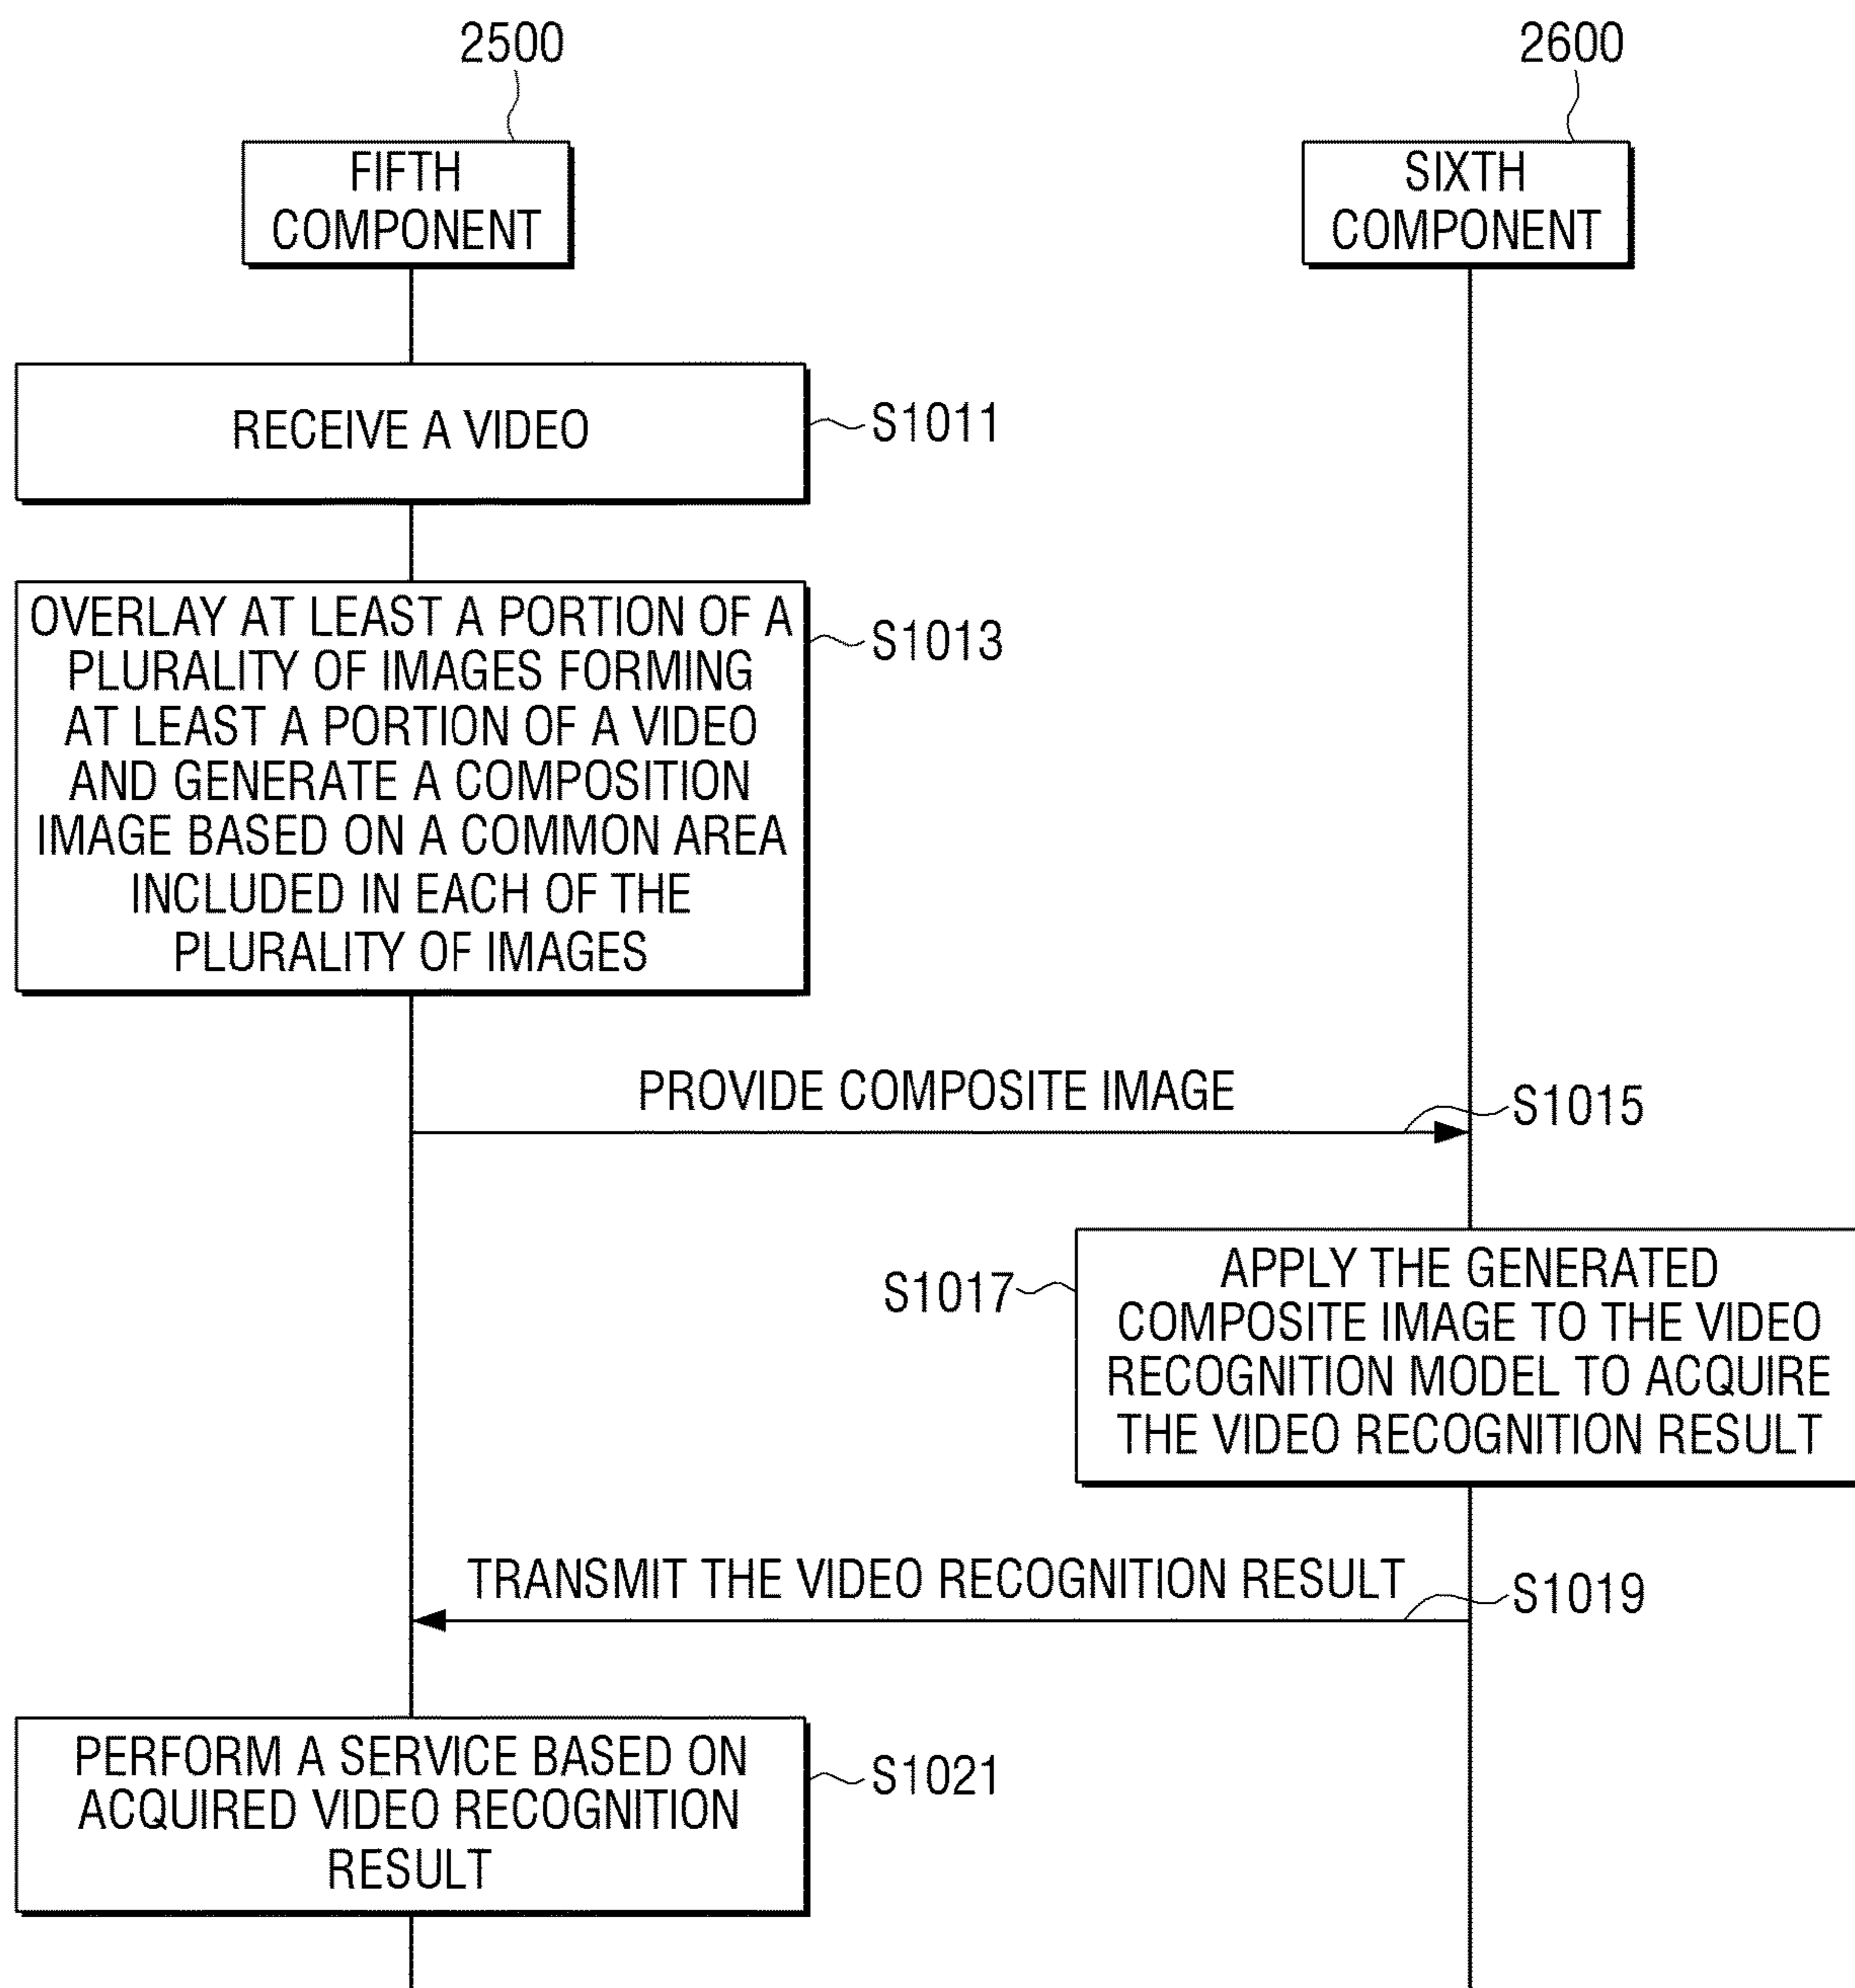 2500
2600
FIFTH
COMPONENT
SIXTH
COMPONENT
RECEIVE A VIDEO
S1011
OVERLAY AT LEAST A PORTION OF A
PLURALITY OF IMAGES FORMING
AT LEAST A PORTION OF A VIDEO
AND GENERATE A COMPOSITION
IMAGE BASED ON A COMMON AREA
INCLUDED IN EACH OF THE
PLURALITY OF IMAGES
S1013
PROVIDE COMPOSITE IMAGE
S1015
S1017
APPLY THE GENERATED
COMPOSITE IMAGE TO THE VIDEO
RECOGNITION MODEL TO ACQUIRE
THE VIDEO RECOGNITION RESULT
TRANSMIT THE VIDEO RECOGNITION RESULT
S1019
PERFORM A SERVICE BASED ON
ACQUIRED VIDEO RECOGNITION
RESULT
S1021